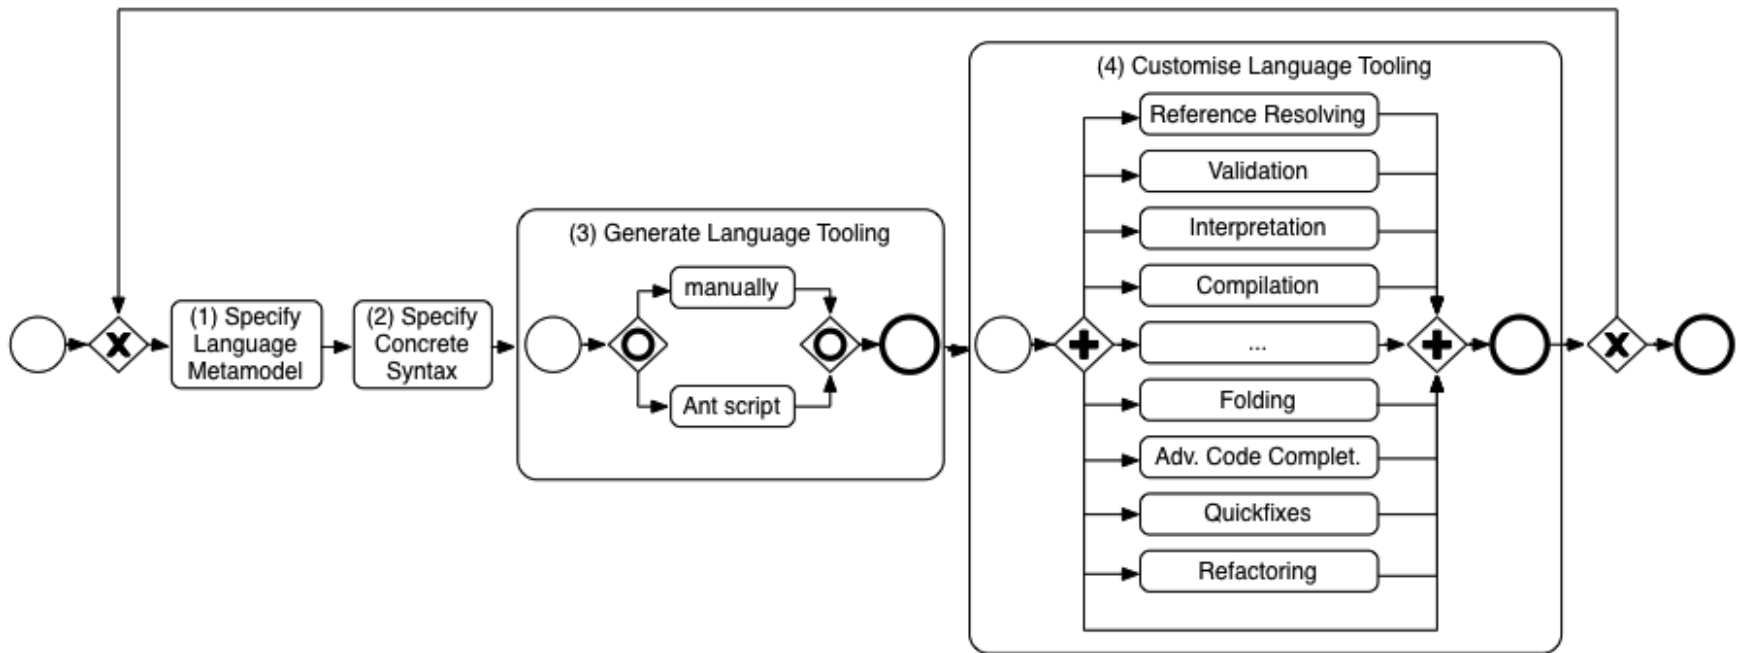 (4) Customise Language Tooling
Reference Resolving
Validation
(3) Generate Language Tooling
Interpretation
manually
Compilation
(1) Specify
Language
Metamodel
(2) Specify
Concrete
Syntax
...
Ant script
Folding
Adv. Code Complet.
Quickfixes
Refactoring